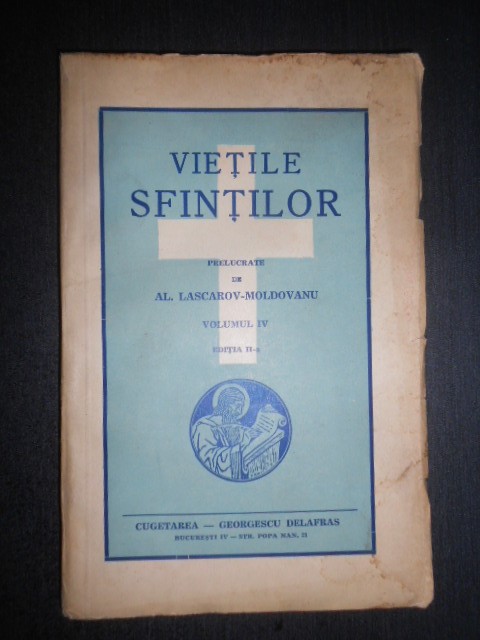 VIEȚILE
SFINȚILOR
PRELUCRATE
DE
AL. LASCAROV-MOLDOVANU
VOLUMUL IV
EDIȚIA II-a
CUGETAREA — GEORGESCU DELAFRAS
BUCUREȘTI IV — STR. POPA NAN, 21